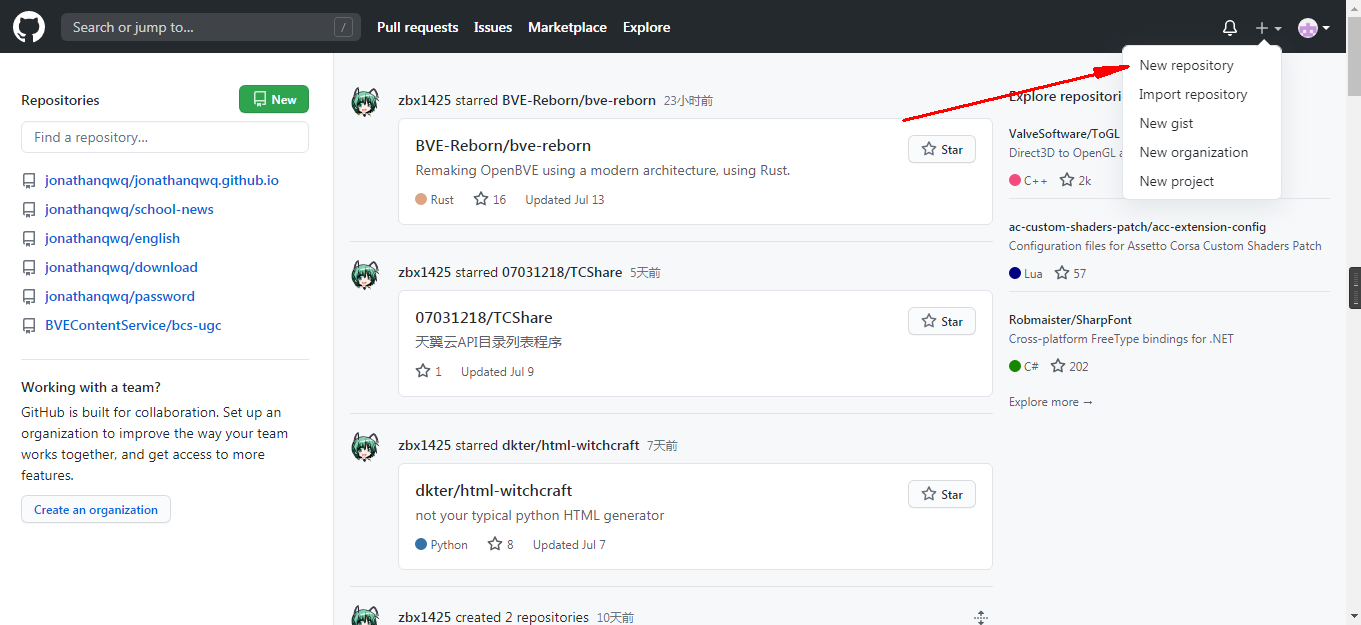 Search or jump to...
/
Pull requests
Issues
Marketplace
Explore
New repository
Import repository
New gist
New organization
New project
Repositories
New
Find a repository...
jonathanqwq/jonathanqwq.github.io
jonathanqwq/school-news
jonathanqwq/english
jonathanqwq/download
jonathanqwq/password
BVEContentService/bcs-ugc
Working with a team?
GitHub is built for collaboration. Set up an
organization to improve the way your team
works together, and get access to more
features.
Create an organization
zbx1425 starred BVE-Reborn/bve-reborn 23小时前
BVE-Reborn/bve-reborn
Star
Remaking OpenBVE using a modern architecture, using Rust.
Rust 16 Updated Jul 13
zbx1425 starred 07031218/TCShare 5天前
07031218/TCShare
Star
天翼云API目录列表程序
1 Updated Jul 9
zbx1425 starred dkter/html-witchcraft 7天前
dkter/html-witchcraft
Star
not your typical python HTML generator
Python 8 Updated Jul 7
zbx1425 created 2 repositories 10天前
Explore repositori
ValveSoftware/ToGL
Direct3D to OpenGL a
C++ 2k
ac-custom-shaders-patch/acc-extension-config
Configuration files for Assetto Corsa Custom Shaders Patch
Lua 57
Robmaister/SharpFont
Cross-platform FreeType bindings for .NET
C# 202
Explore more →